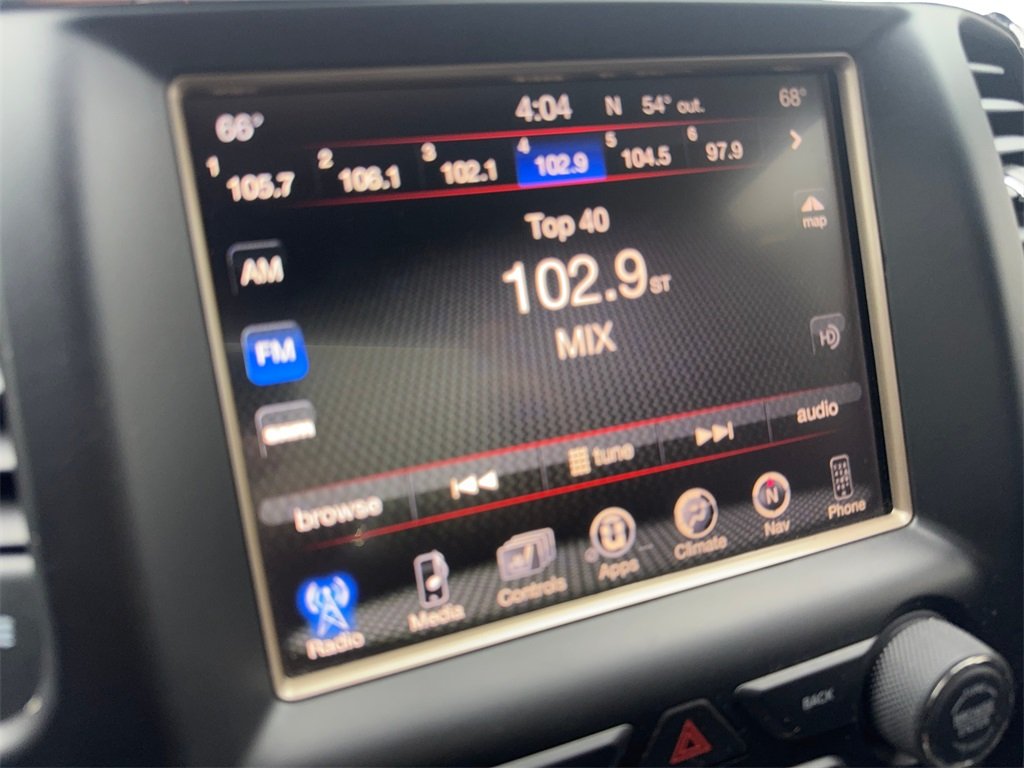 66° 4:04 N 54° out. 68°
1 105.7 2 106.1 3 102.1 4 102.9 5 104.5 6 97.9
Top 40
map
AM
102.9 ST
FM
MIX
HD
browse tune audio
Radio Media Controls Apps Climate N Nav Phone
BACK